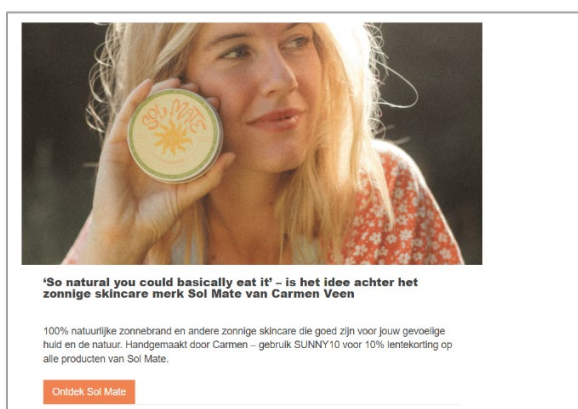 SOL MATE
‘So natural you could basically eat it’ – is het idee achter het
zonnige skincare merk Sol Mate van Carmen Veen
100% natuurlijke zonnebrand en andere zonnige skincare die goed zijn voor jouw gevoelige
huid en de natuur. Handgemaakt door Carmen – gebruik SUNNY10 voor 10% lentekorting op
alle producten van Sol Mate.
Ontdek Sol Mate